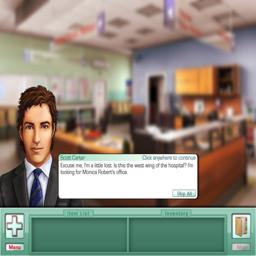 Scott Carter
Click anywhere to continue
Excuse me, I'm a little lost. Is this the west wing of the hospital? I'm
looking for Monica Robert's office.
Skip All
Item List
Inventory
Menu